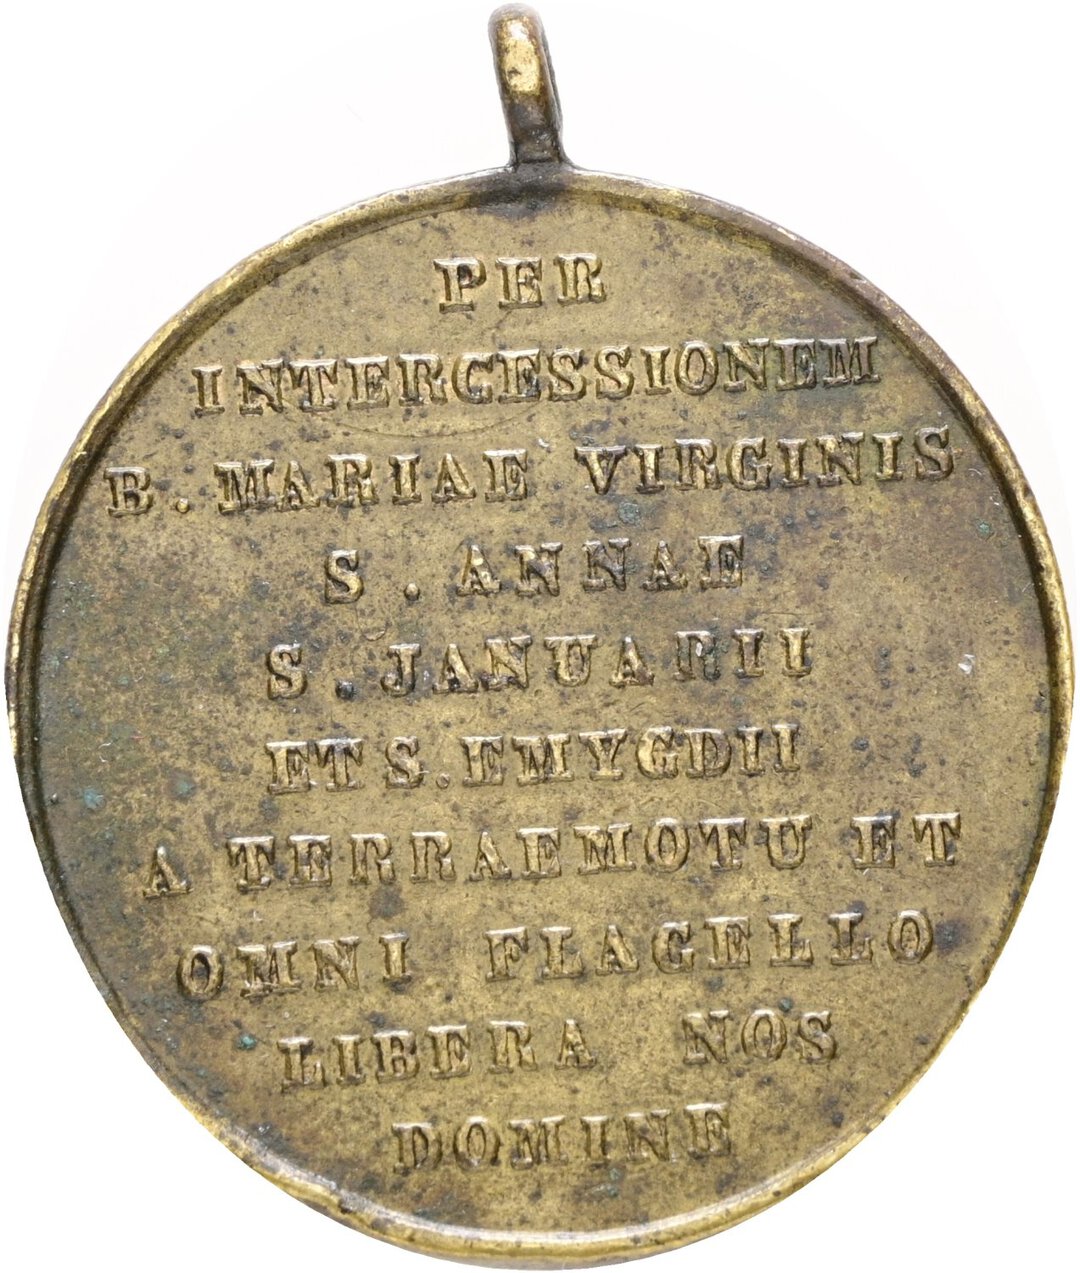 PER
INTERCESSIONEM
B. MARIAE VIRGINIS
S. ANNAE
S. JANUARII
ET S. EMYGDII
A TERRAEMOTU ET
OMNI FLAGELLO
LIBERA NOS
DOMINE